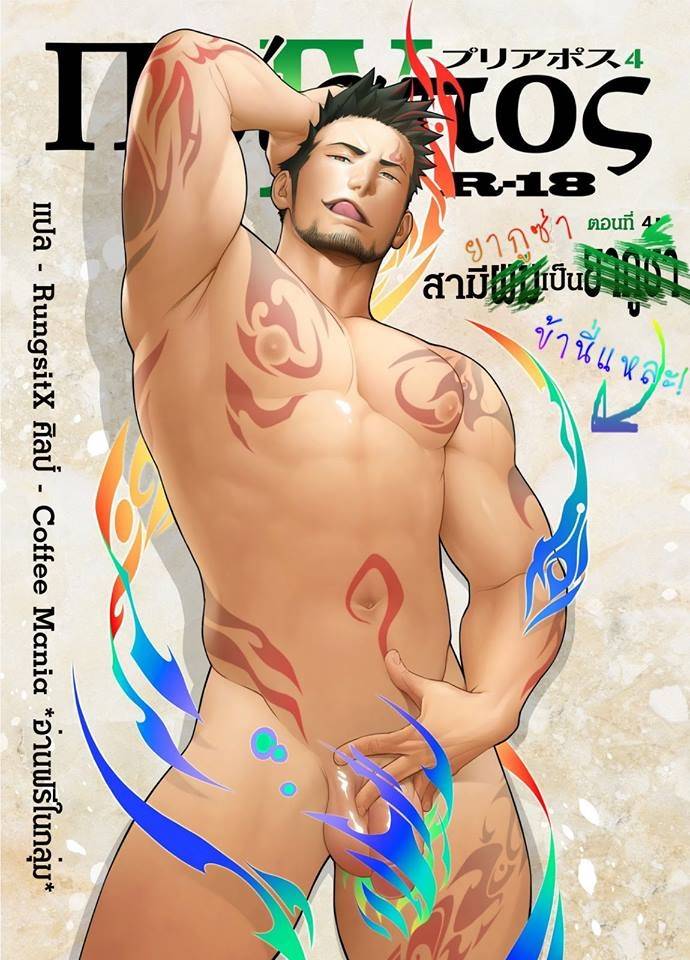 プリアポス4
R-18
ตอนที่ 4
ยากูซ่า
สามีผมเป็นยากูซ่า
ข้านี่แหละ!
แปล - RungsitX ศิลป์ - Coffee Mania *อ่านฟรีในกลุ่ม*